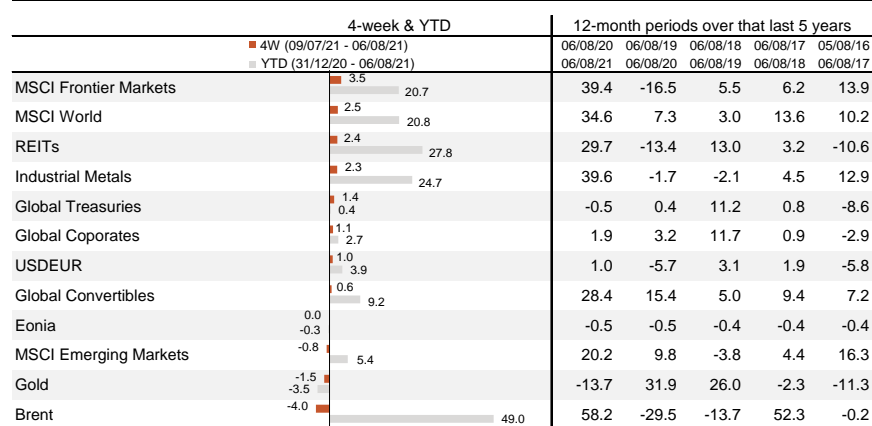 4-week & YTD 12-month periods over that last 5 years
4W (09/07/21 - 06/08/21) 06/08/20 06/08/19 06/08/18 06/08/17 05/08/16
YTD (31/12/20 - 06/08/21) 06/08/21 06/08/20 06/08/19 06/08/18 06/08/17
MSCI Frontier Markets 3.5 20.7 39.4 -16.5 5.5 6.2 13.9
MSCI World 2.5 20.8 34.6 7.3 3.0 13.6 10.2
REITs 2.4 27.8 29.7 -13.4 13.0 3.2 -10.6
Industrial Metals 2.3 24.7 39.6 -1.7 -2.1 4.5 12.9
Global Treasuries 1.4 0.4 -0.5 0.4 11.2 0.8 -8.6
Global Coporates 1.1 2.7 1.9 3.2 11.7 0.9 -2.9
USDEUR 1.0 3.9 1.0 -5.7 3.1 1.9 -5.8
Global Convertibles 0.6 9.2 28.4 15.4 5.0 9.4 7.2
Eonia 0.0 -0.3 -0.5 -0.5 -0.4 -0.4 -0.4
MSCI Emerging Markets -0.8 5.4 20.2 9.8 -3.8 4.4 16.3
Gold -1.5 -3.5 -13.7 31.9 26.0 -2.3 -11.3
Brent -4.0 49.0 58.2 -29.5 -13.7 52.3 -0.2